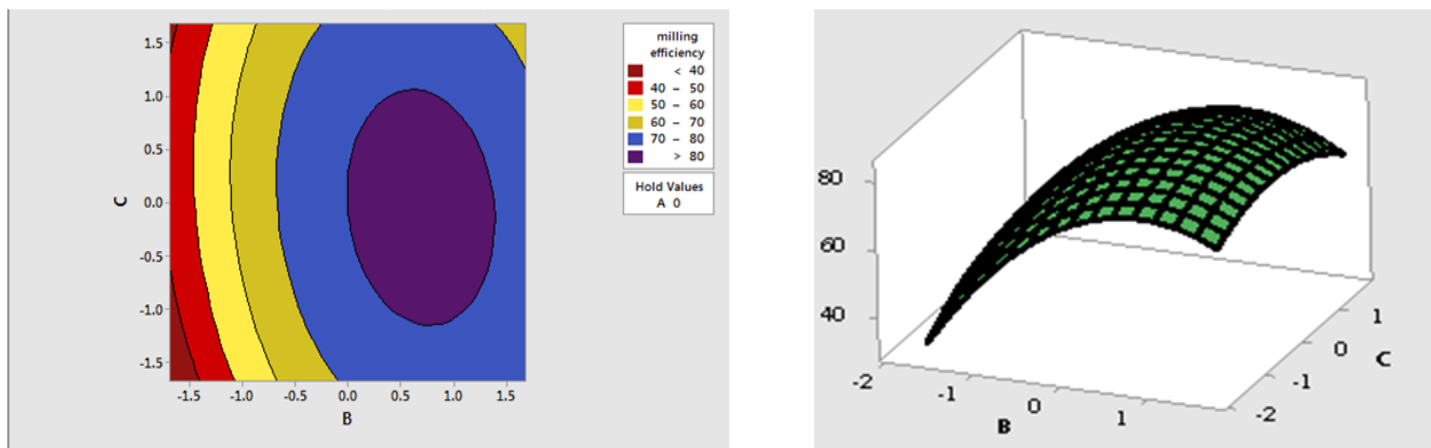 milling
efficiency
< 40
40 – 50
50 – 60
60 – 70
70 – 80
> 80
Hold Values
A 0
1.5
1.0
0.5
0.0
-0.5
-1.0
-1.5
C
-1.5 -1.0 -0.5 0.0 0.5 1.0 1.5
B
80
60
40
-2 -1 0 1
B
-2 -1 0 1
C